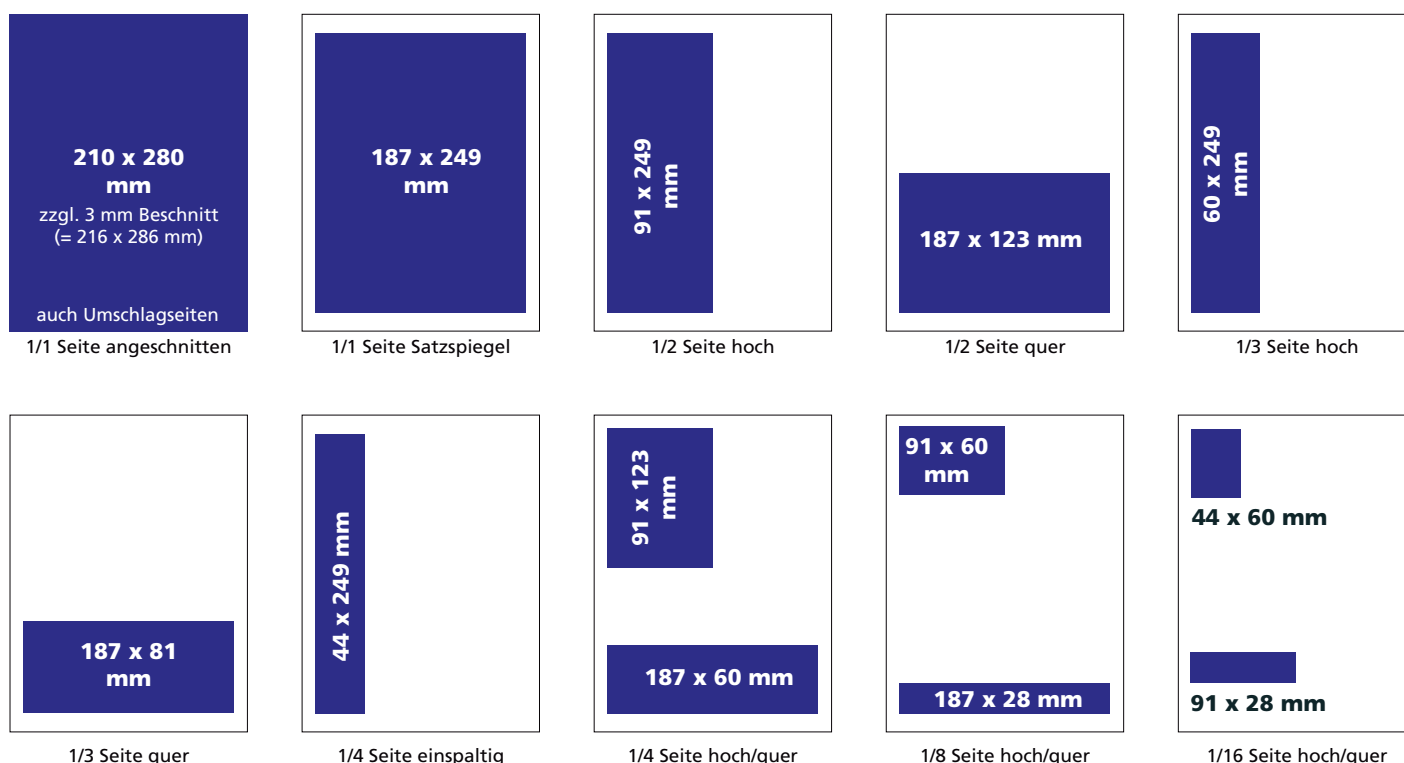 210 x 280
mm
zzgl. 3 mm Beschnitt
(= 216 x 286 mm)
auch Umschlagseiten
1/1 Seite angeschnitten
187 x 249
mm
1/1 Seite Satzspiegel
91 x 249
mm
1/2 Seite hoch
187 x 123 mm
1/2 Seite quer
60 x 249
mm
1/3 Seite hoch
187 x 81
mm
1/3 Seite quer
44 x 249 mm
1/4 Seite einspaltig
91 x 123
mm
187 x 60 mm
1/4 Seite hoch/quer
91 x 60
mm
187 x 28 mm
1/8 Seite hoch/quer
44 x 60 mm
91 x 28 mm
1/16 Seite hoch/quer